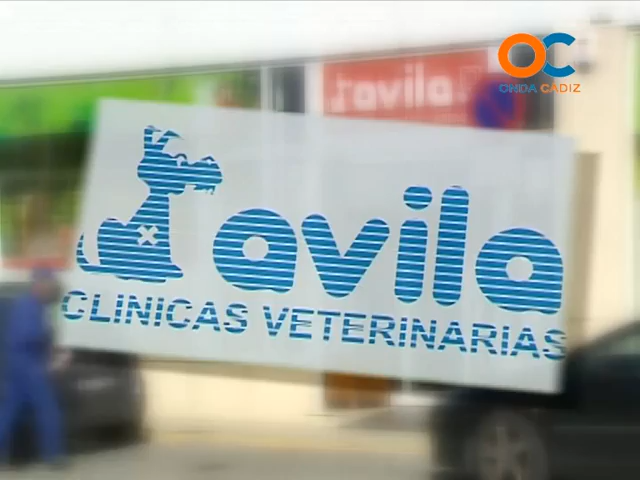 OC
ONDA CADIZ
avila
avila
CLINICAS VETERINARIAS